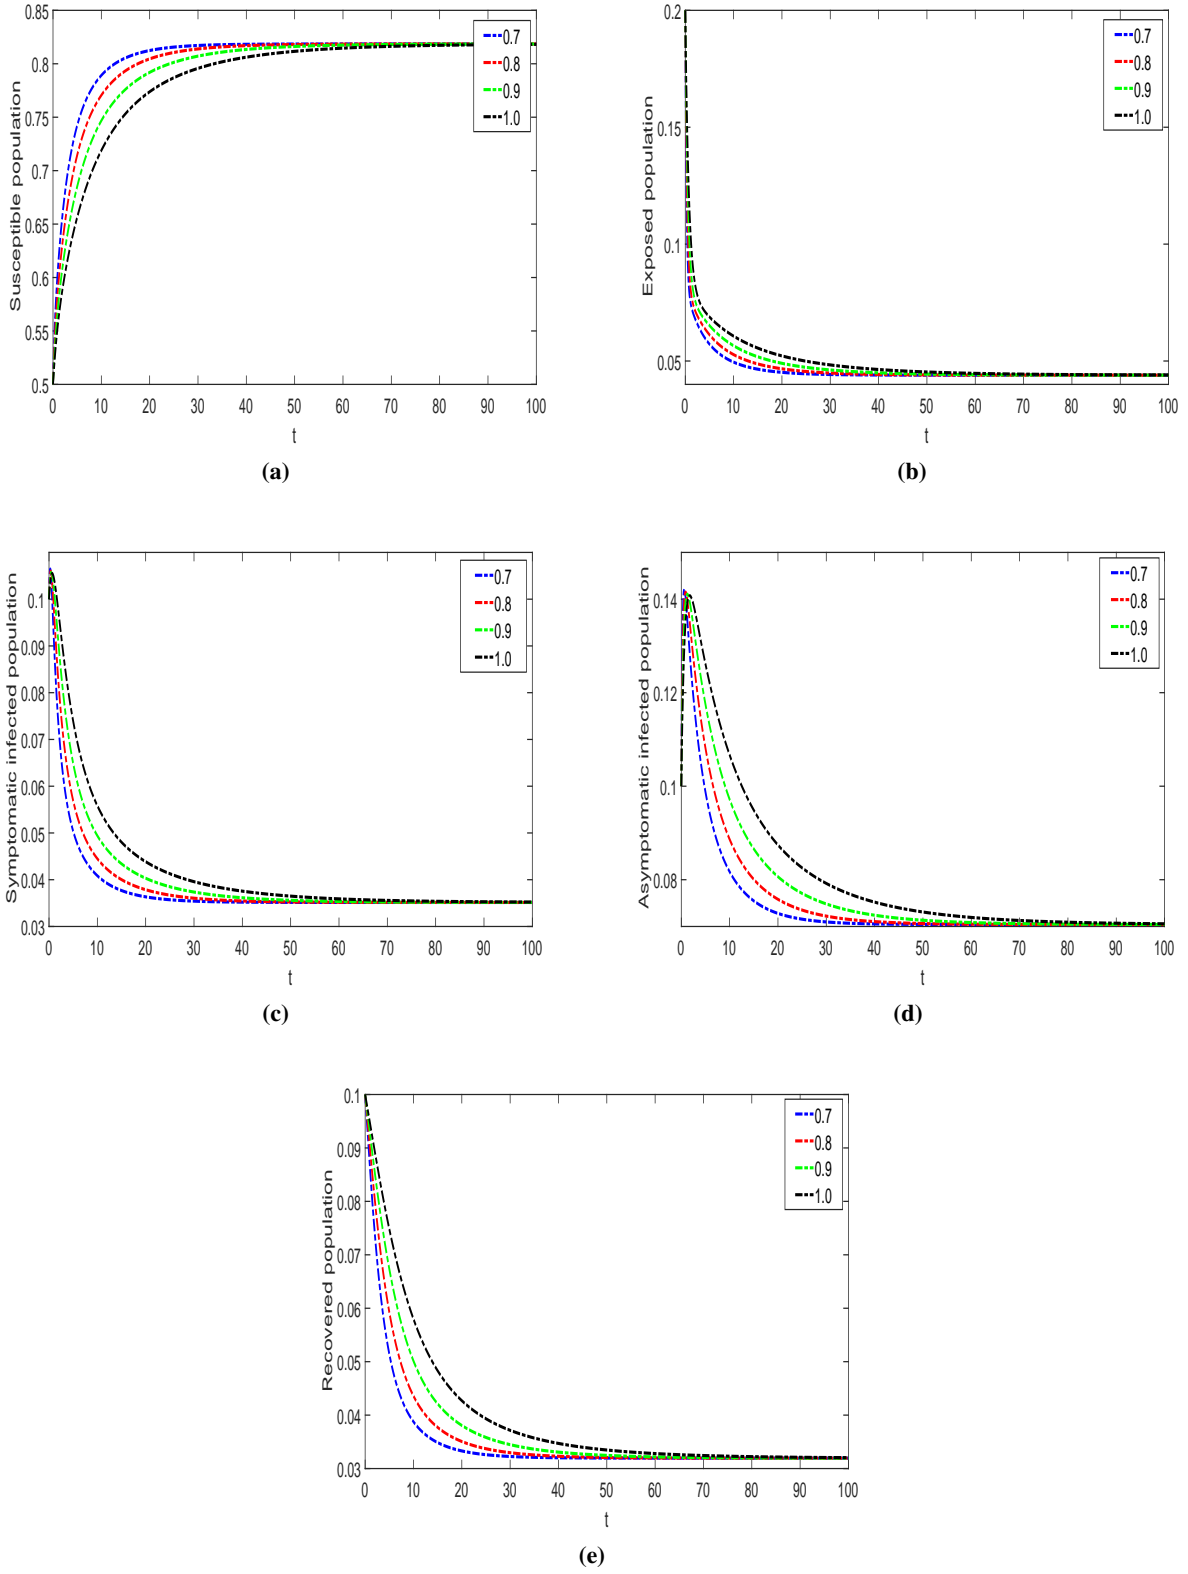 Susceptible population
0.85
0.8
0.75
0.7
0.65
0.6
0.55
0.5
0 10 20 30 40 50 60 70 80 90 100
t
0.7
0.8
0.9
1.0
(a)
Exposed population
0.2
0.15
0.1
0.05
0 10 20 30 40 50 60 70 80 90 100
t
0.7
0.8
0.9
1.0
(b)
Symptomatic infected population
0.1
0.09
0.08
0.07
0.06
0.05
0.04
0.03
0 10 20 30 40 50 60 70 80 90 100
t
0.7
0.8
0.9
1.0
(c)
Asymptomatic infected population
0.14
0.12
0.1
0.08
0 10 20 30 40 50 60 70 80 90 100
t
0.7
0.8
0.9
1.0
(d)
Recovered population
0.1
0.09
0.08
0.07
0.06
0.05
0.04
0.03
0 10 20 30 40 50 60 70 80 90 100
t
0.7
0.8
0.9
1.0
(e)